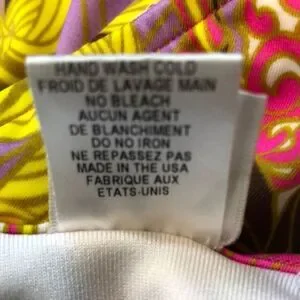 HAND WASH COLD
FROID DE LAVAGE MAIN
NO BLEACH
AUCUN AGENT
DE BLANCHIMENT
DO NO IRON
NE REPASSEZ PAS
MADE IN THE USA
FABRIQUE AUX
ETATS-UNIS